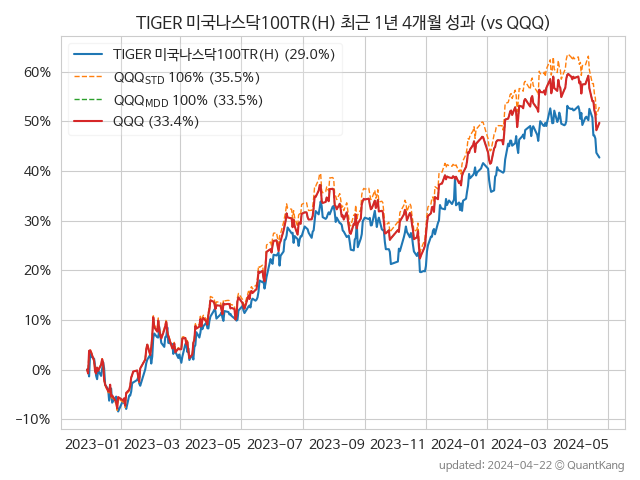 TIGER 미국나스닥100TR(H) 최근 1년 4개월 성과 (vs QQQ)
TIGER 미국나스닥100TR(H) (29.0%)
QQQSTD 106% (35.5%)
QQQMDD 100% (33.5%)
QQQ (33.4%)
60%
50%
40%
30%
20%
10%
0%
−10%
2023-01 2023-03 2023-05 2023-07 2023-09 2023-11 2024-01 2024-03 2024-05
updated: 2024-04-22 © QuantKang